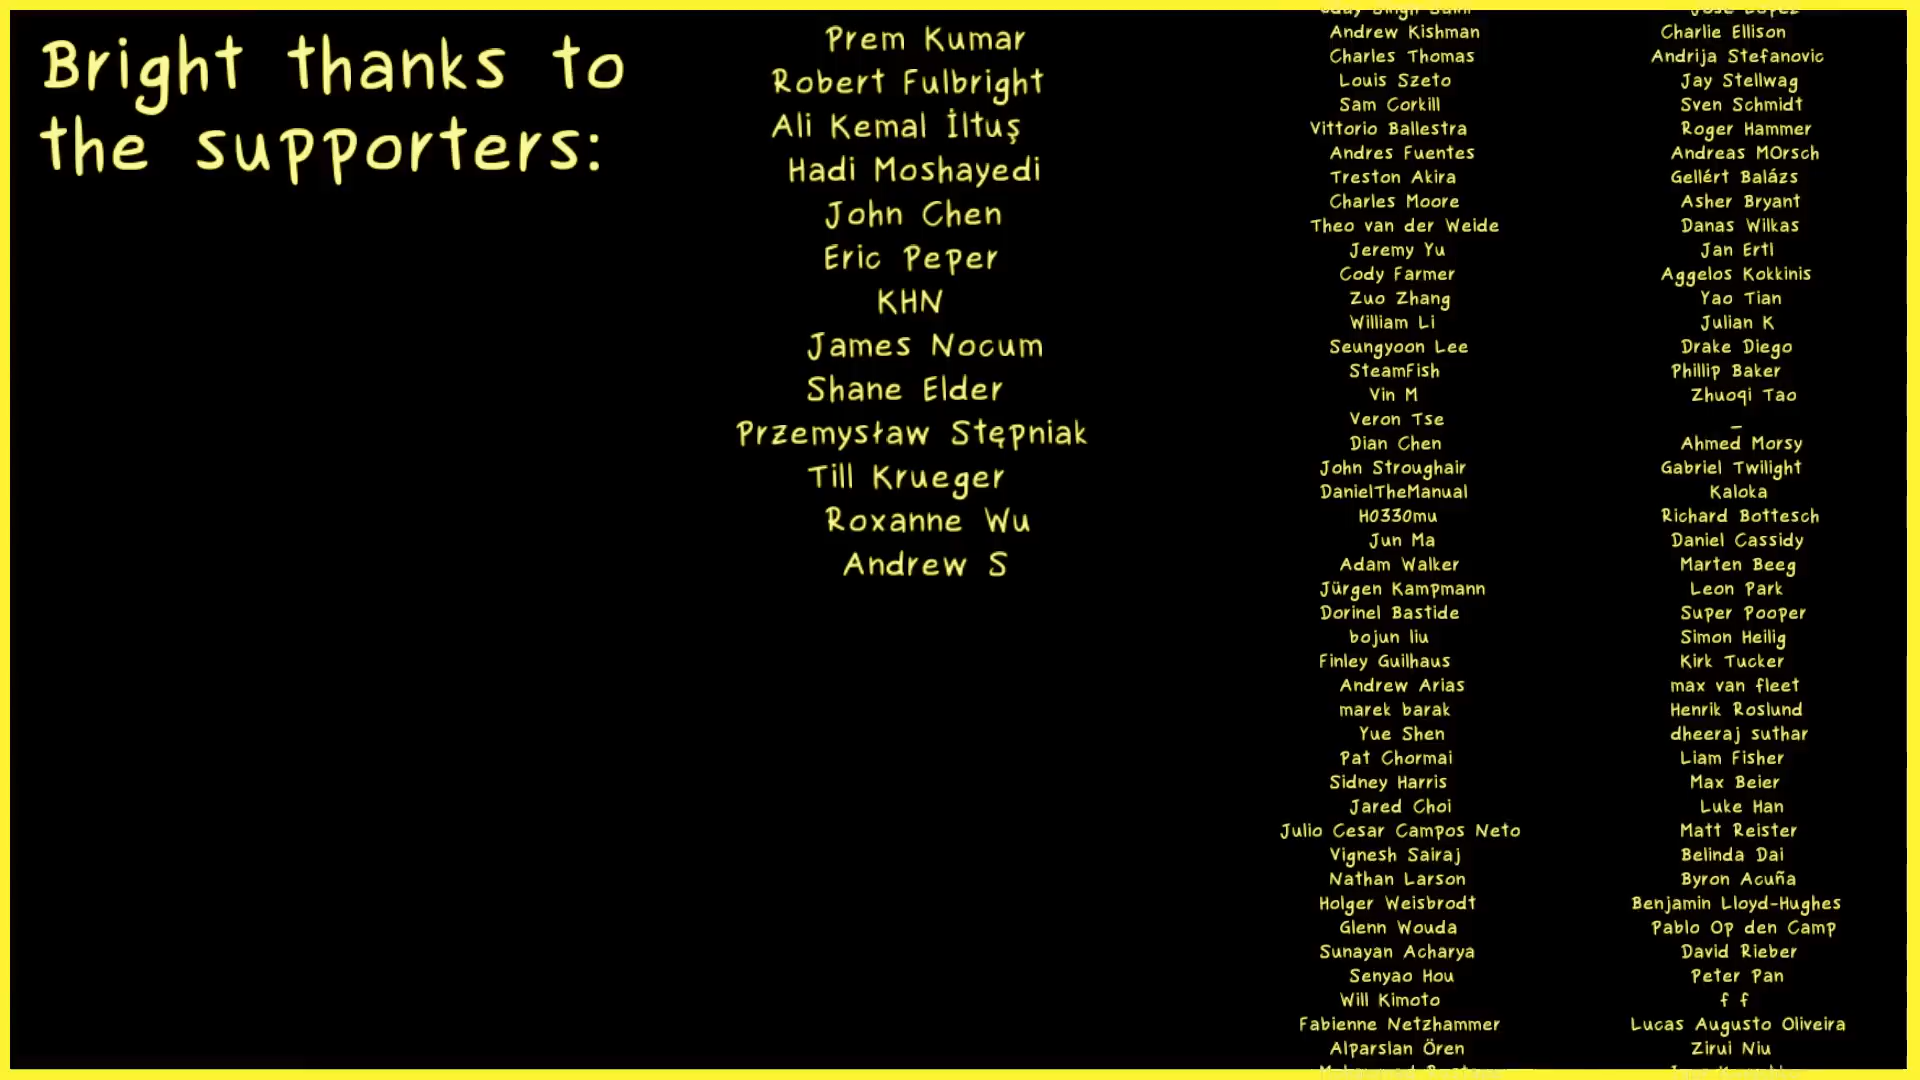 Bright thanks to
the supporters:
Prem Kumar
Robert Fulbright
Ali Kemal İltuş
Hadi Moshayedi
John Chen
Eric Peper
KHN
James Nocum
Shane Elder
Przemysław Stępniak
Till Krueger
Roxanne Wu
Andrew S
Andrew Kishman
Charles Thomas
Louis Szeto
Sam Corkill
Vittorio Ballestra
Andres Fuentes
Treston Akira
Charles Moore
Theo van der Weide
Jeremy Yu
Cody Farmer
Zuo Zhang
William Li
Seungyoon Lee
SteamFish
Vin M
Veron Tse
Dian Chen
John Stroughair
DanielTheManual
H0330mu
Jun Ma
Adam Walker
Jürgen Kampmann
Dorinel Bastide
bojun liu
Finley Guilhaus
Andrew Arias
marek barak
Yue Shen
Pat Chormai
Sidney Harris
Jared Choi
Julio Cesar Campos Neto
Vignesh Sairaj
Nathan Larson
Holger Weisbrodt
Glenn Wouda
Sunayan Acharya
Senyao Hou
Will Kimoto
Fabienne Netzhammer
Alparslan Ören
Jose Lopez
Charlie Ellison
Andrija Stefanovic
Jay Stellwag
Sven Schmidt
Roger Hammer
Andreas MOrsch
Gellért Balázs
Asher Bryant
Danas Wilkas
Jan Ertl
Aggelos Kokkinis
Yao Tian
Julian K
Drake Diego
Phillip Baker
Zhuoqi Tao
_
Ahmed Morsy
Gabriel Twilight
Kaloka
Richard Bottesch
Daniel Cassidy
Marten Beeg
Leon Park
Super Pooper
Simon Heilig
Kirk Tucker
max van fleet
Henrik Roslund
dheeraj suthar
Liam Fisher
Max Beier
Luke Han
Matt Reister
Belinda Dai
Byron Acuña
Benjamin Lloyd-Hughes
Pablo Op den Camp
David Rieber
Peter Pan
f f
Lucas Augusto Oliveira
Zirui Niu